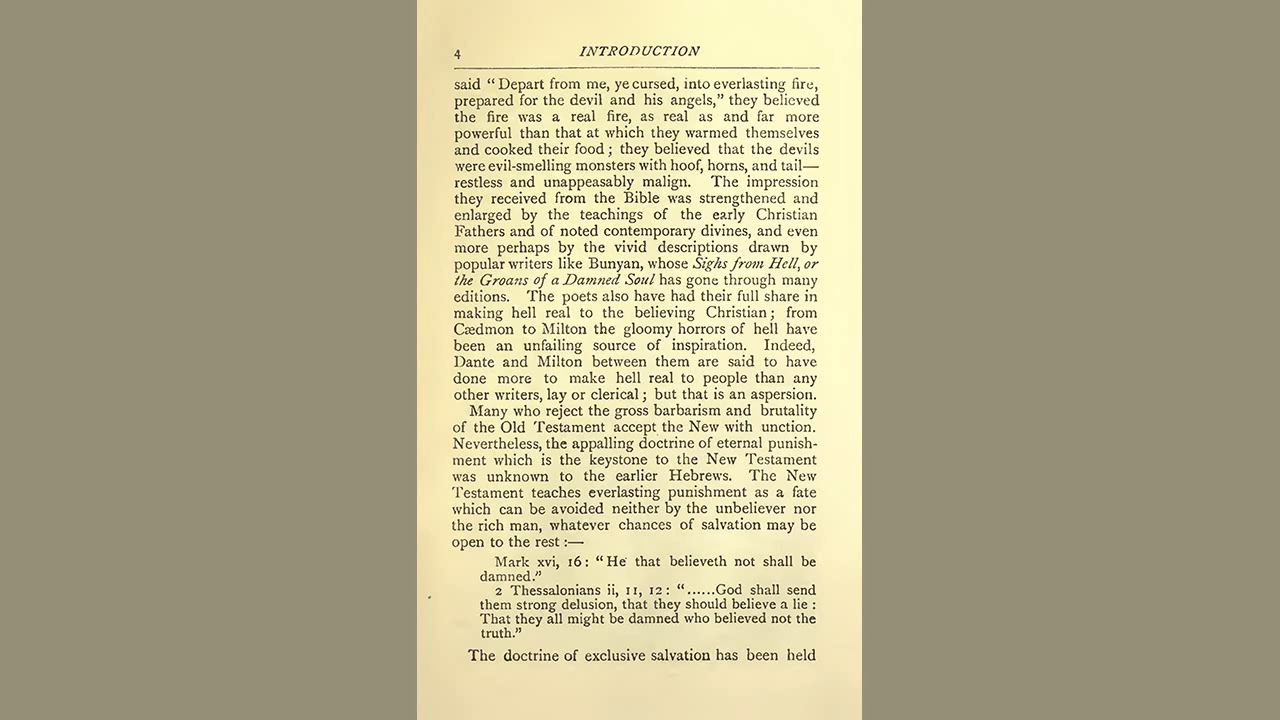 4 INTRODUCTION
said “Depart from me, ye cursed, into everlasting fire,
prepared for the devil and his angels,” they believed
the fire was a real fire, as real as and far more
powerful than that at which they warmed themselves
and cooked their food; they believed that the devils
were evil-smelling monsters with hoof, horns, and tail—
restless and unappeasably malign. The impression
they received from the Bible was strengthened and
enlarged by the teachings of the early Christian
Fathers and of noted contemporary divines, and even
more perhaps by the vivid descriptions drawn by
popular writers like Bunyan, whose Sighs from Hell, or
the Groans of a Damned Soul has gone through many
editions. The poets also have had their full share in
making hell real to the believing Christian; from
Cædmon to Milton the gloomy horrors of hell have
been an unfailing source of inspiration. Indeed,
Dante and Milton between them are said to have
done more to make hell real to people than any
other writers, lay or clerical; but that is an aspersion.
Many who reject the gross barbarism and brutality
of the Old Testament accept the New with unction.
Nevertheless, the appalling doctrine of eternal punish-
ment which is the keystone to the New Testament
was unknown to the earlier Hebrews. The New
Testament teaches everlasting punishment as a fate
which can be avoided neither by the unbeliever nor
the rich man, whatever chances of salvation may be
open to the rest:—
Mark xvi, 16: “He that believeth not shall be
damned.”
2 Thessalonians ii, 11, 12: “......God shall send
them strong delusion, that they should believe a lie:
That they all might be damned who believed not the
truth.”
The doctrine of exclusive salvation has been held